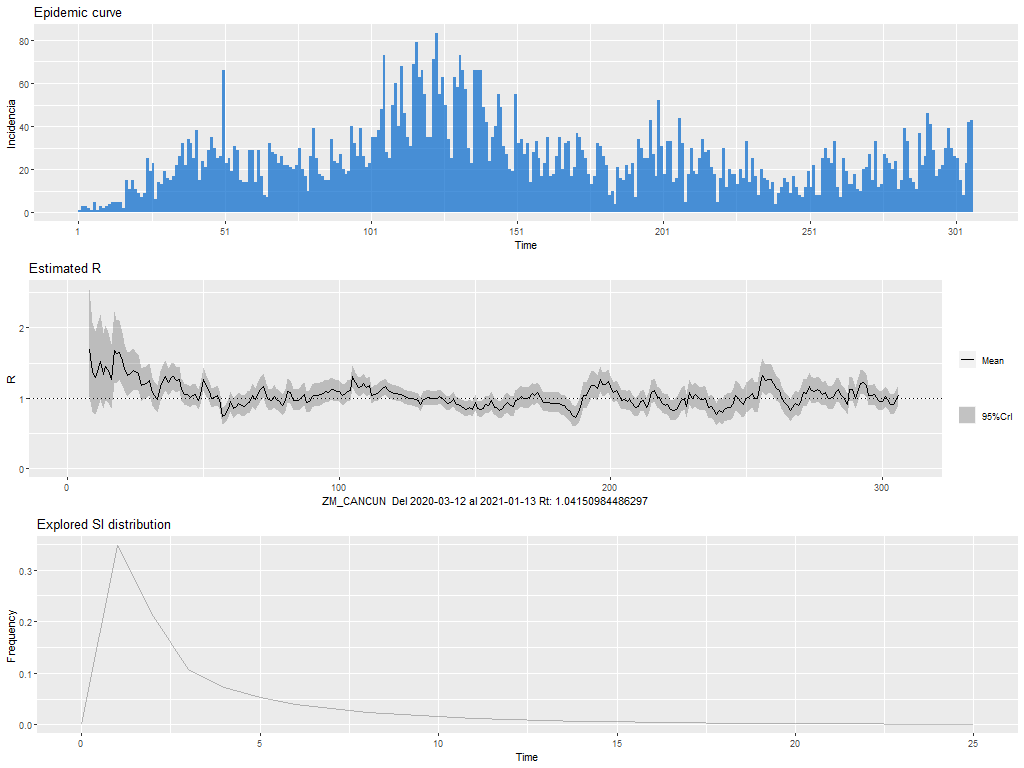 Epidemic curve
80
60
40
20
0
Incidencia
1
51
101
151
201
251
301
Time
Estimated R
2
1
0
R
0
100
200
300
ZM_CANCUN Del 2020-03-12 al 2021-01-13 Rt: 1.04150984486297
Mean
95%CrI
Explored SI distribution
0.3
0.2
0.1
0.0
Frequency
0
5
10
15
20
25
Time